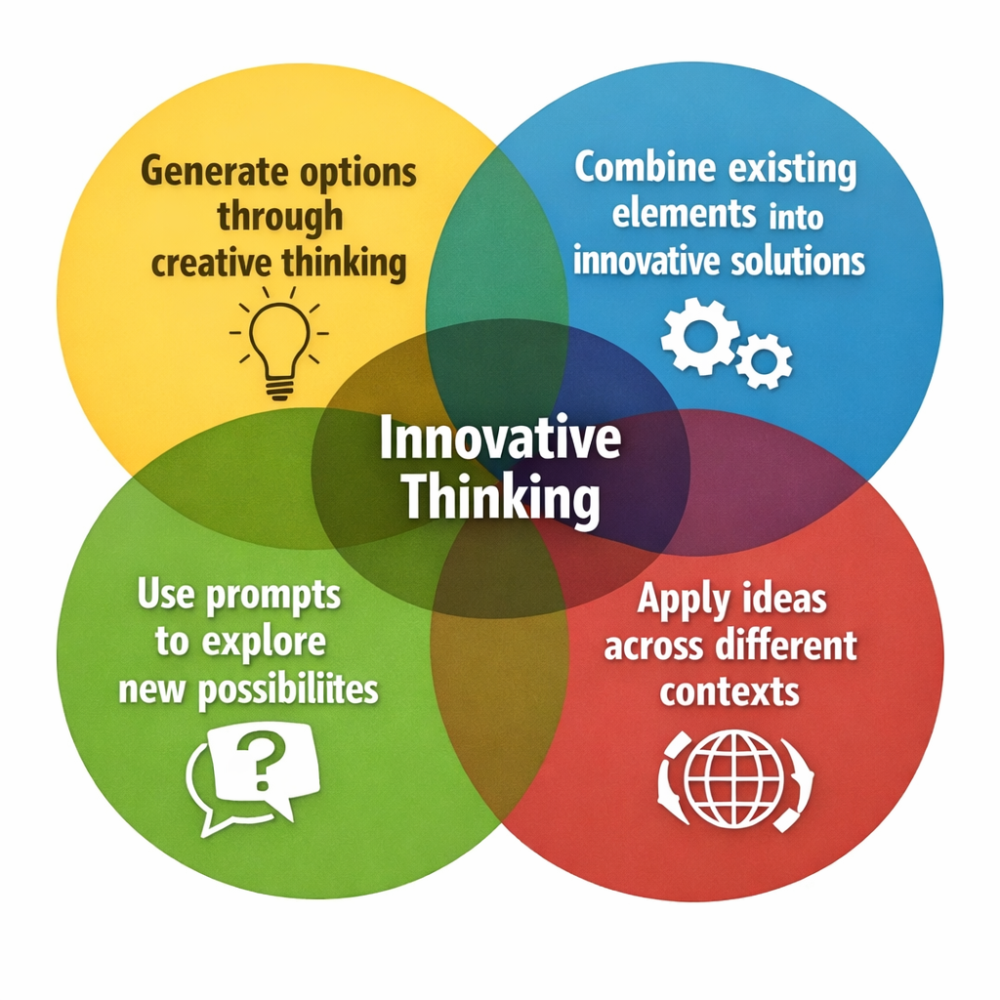 Generate options
through
creative thinking
Combine existing
elements into
innovative solutions
Innovative
Thinking
Use prompts
to explore
new possibiliites
Apply ideas
across different
contexts
?